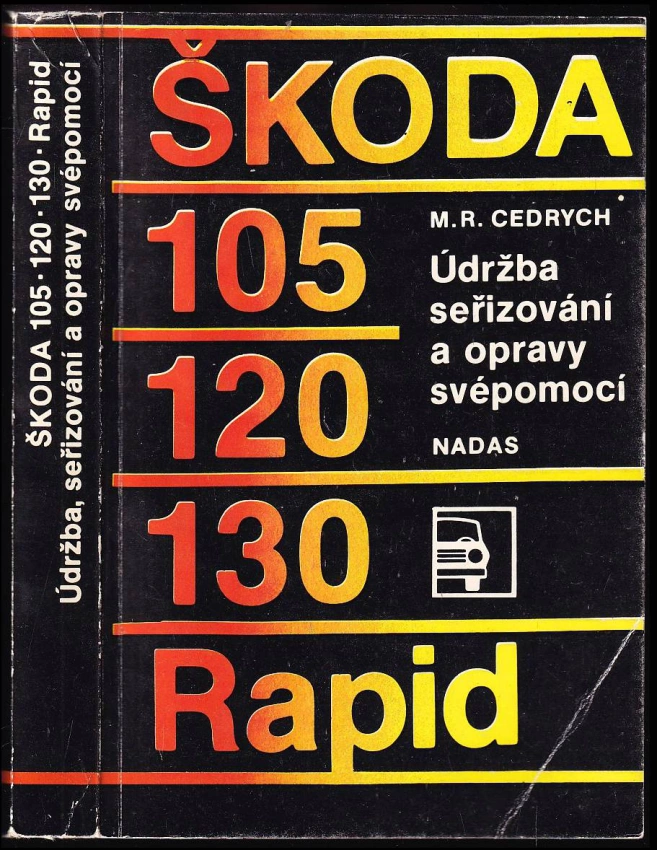 ŠKODA 105 · 120 · 130 · Rapid
Údržba, seřizování a opravy svépomocí
ŠKODA
105
120
130
Rapid
M.R. CEDRYCH
Údržba
seřizování
a opravy
svépomocí
NADAS